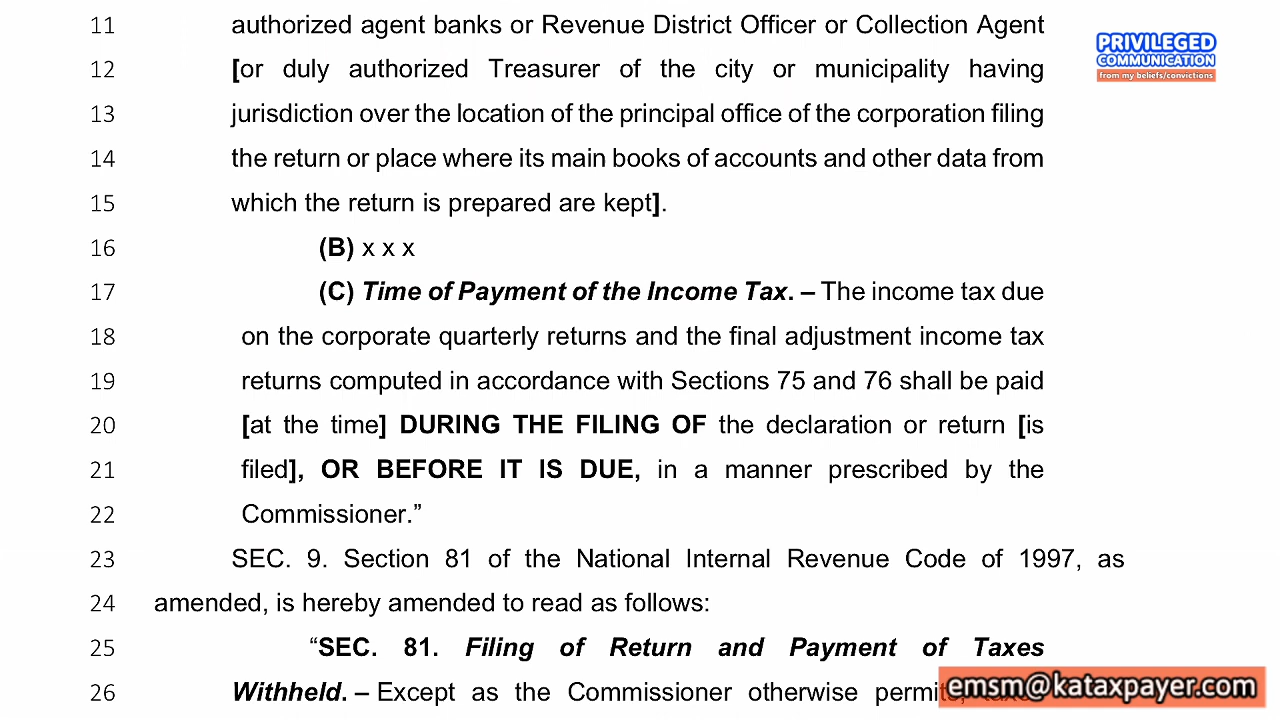 11 authorized agent banks or Revenue District Officer or Collection Agent
12 [or duly authorized Treasurer of the city or municipality having
13 jurisdiction over the location of the principal office of the corporation filing
14 the return or place where its main books of accounts and other data from
15 which the return is prepared are kept].
16 (B) x x x
17 (C) Time of Payment of the Income Tax. – The income tax due
18 on the corporate quarterly returns and the final adjustment income tax
19 returns computed in accordance with Sections 75 and 76 shall be paid
20 [at the time] DURING THE FILING OF the declaration or return [is
21 filed], OR BEFORE IT IS DUE, in a manner prescribed by the
22 Commissioner.”
23 SEC. 9. Section 81 of the National Internal Revenue Code of 1997, as
24 amended, is hereby amended to read as follows:
25 “SEC. 81. Filing of Return and Payment of Taxes
26 Withheld. – Except as the Commissioner otherwise permits,
PRIVILEGED
COMMUNICATION
from my beliefs/convictions
emsm@kataxpayer.com